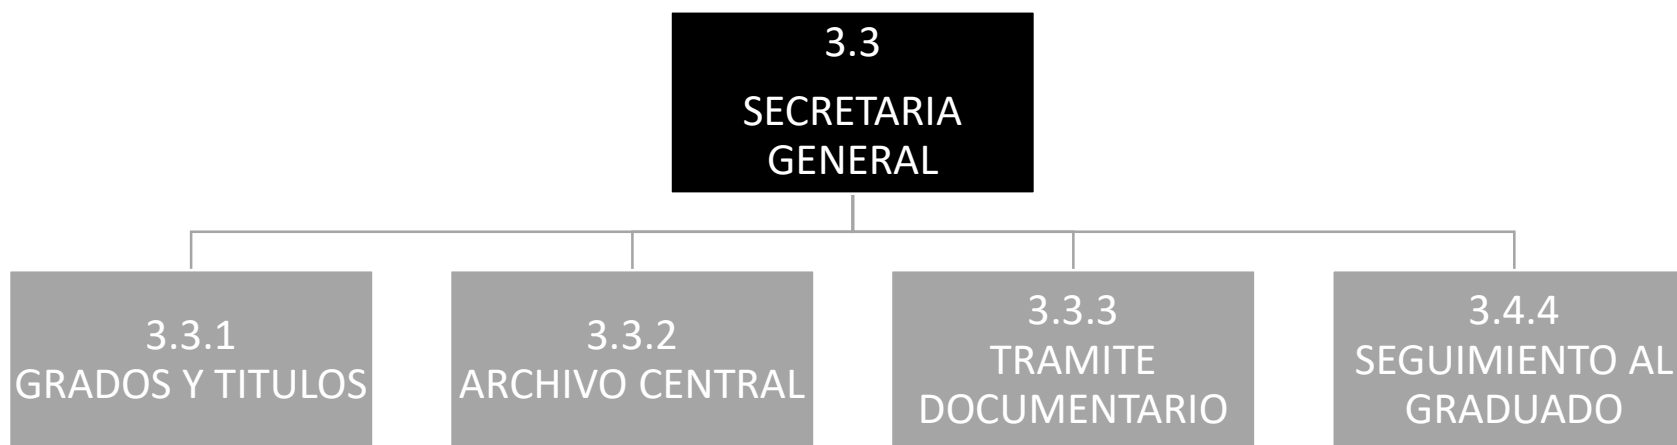 3.3
SECRETARIA
GENERAL
3.3.1
GRADOS Y TITULOS
3.3.2
ARCHIVO CENTRAL
3.3.3
TRAMITE
DOCUMENTARIO
3.4.4
SEGUIMIENTO AL
GRADUADO